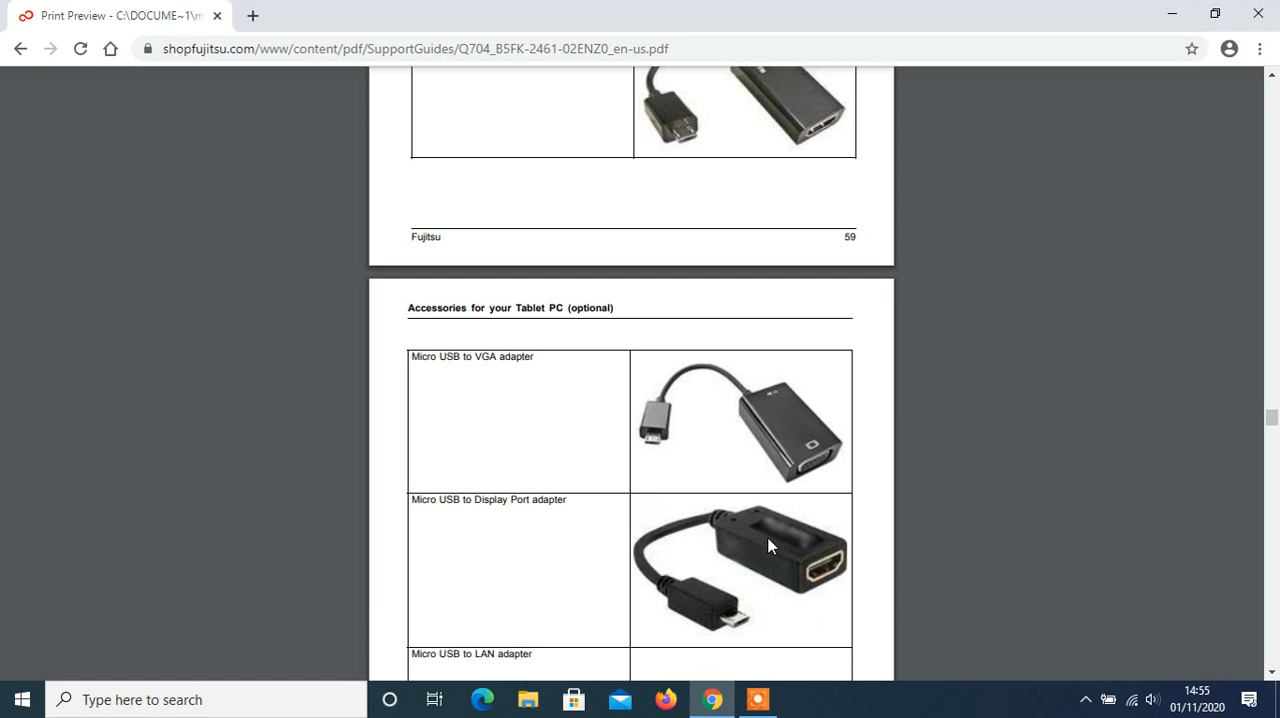 Print Preview - C:\DOCUME~1\m
shopfujitsu.com/www/content/pdf/SupportGuides/Q704_B5FK-2461-02ENZ0_en-us.pdf
Fujitsu 59
Accessories for your Tablet PC (optional)
Micro USB to VGA adapter
Micro USB to Display Port adapter
Micro USB to LAN adapter
Type here to search
14:55
01/11/2020